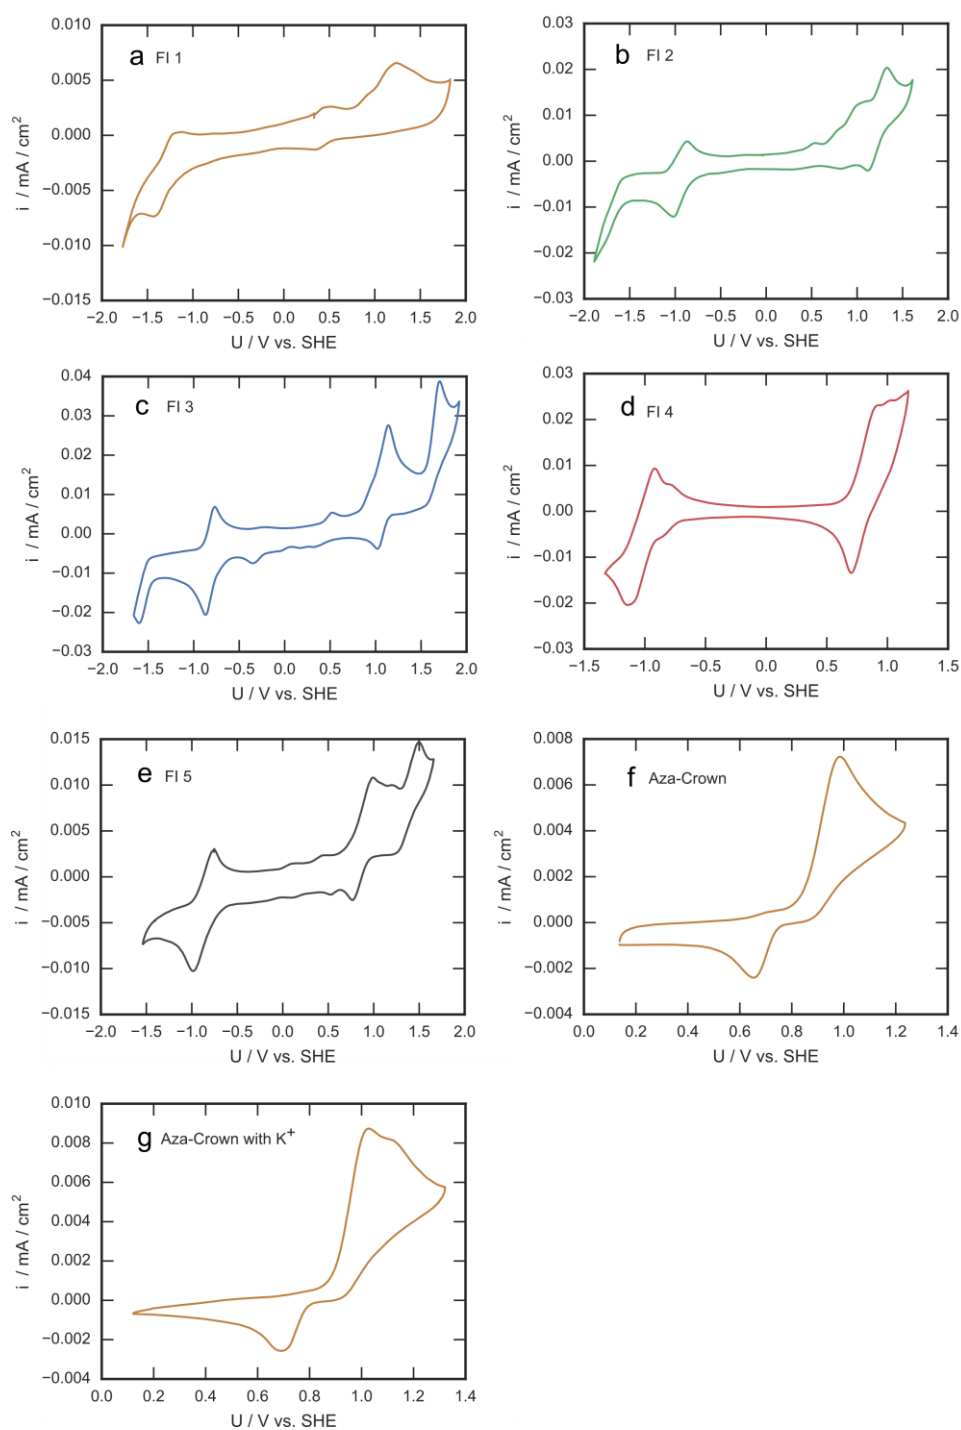 a FI 1
i / mA / cm²
0.010
0.005
0.000
−0.005
−0.010
−0.015
−2.0 −1.5 −1.0 −0.5 0.0 0.5 1.0 1.5 2.0
U / V vs. SHE
b FI 2
i / mA / cm²
0.03
0.02
0.01
0.00
−0.01
−0.02
−0.03
−2.0 −1.5 −1.0 −0.5 0.0 0.5 1.0 1.5 2.0
U / V vs. SHE
c FI 3
i / mA / cm²
0.04
0.03
0.02
0.01
0.00
−0.01
−0.02
−0.03
−2.0 −1.5 −1.0 −0.5 0.0 0.5 1.0 1.5 2.0
U / V vs. SHE
d FI 4
i / mA / cm²
0.03
0.02
0.01
0.00
−0.01
−0.02
−0.03
−1.5 −1.0 −0.5 0.0 0.5 1.0 1.5
U / V vs. SHE
e FI 5
i / mA / cm²
0.015
0.010
0.005
0.000
−0.005
−0.010
−0.015
−2.0 −1.5 −1.0 −0.5 0.0 0.5 1.0 1.5 2.0
U / V vs. SHE
f Aza-Crown
i / mA / cm²
0.008
0.006
0.004
0.002
0.000
−0.002
−0.004
0.0 0.2 0.4 0.6 0.8 1.0 1.2 1.4
U / V vs. SHE
g Aza-Crown with K⁺
i / mA / cm²
0.010
0.008
0.006
0.004
0.002
0.000
−0.002
−0.004
0.0 0.2 0.4 0.6 0.8 1.0 1.2 1.4
U / V vs. SHE